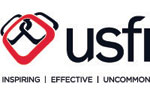 usfi
INSPIRING | EFFECTIVE | UNCOMMON